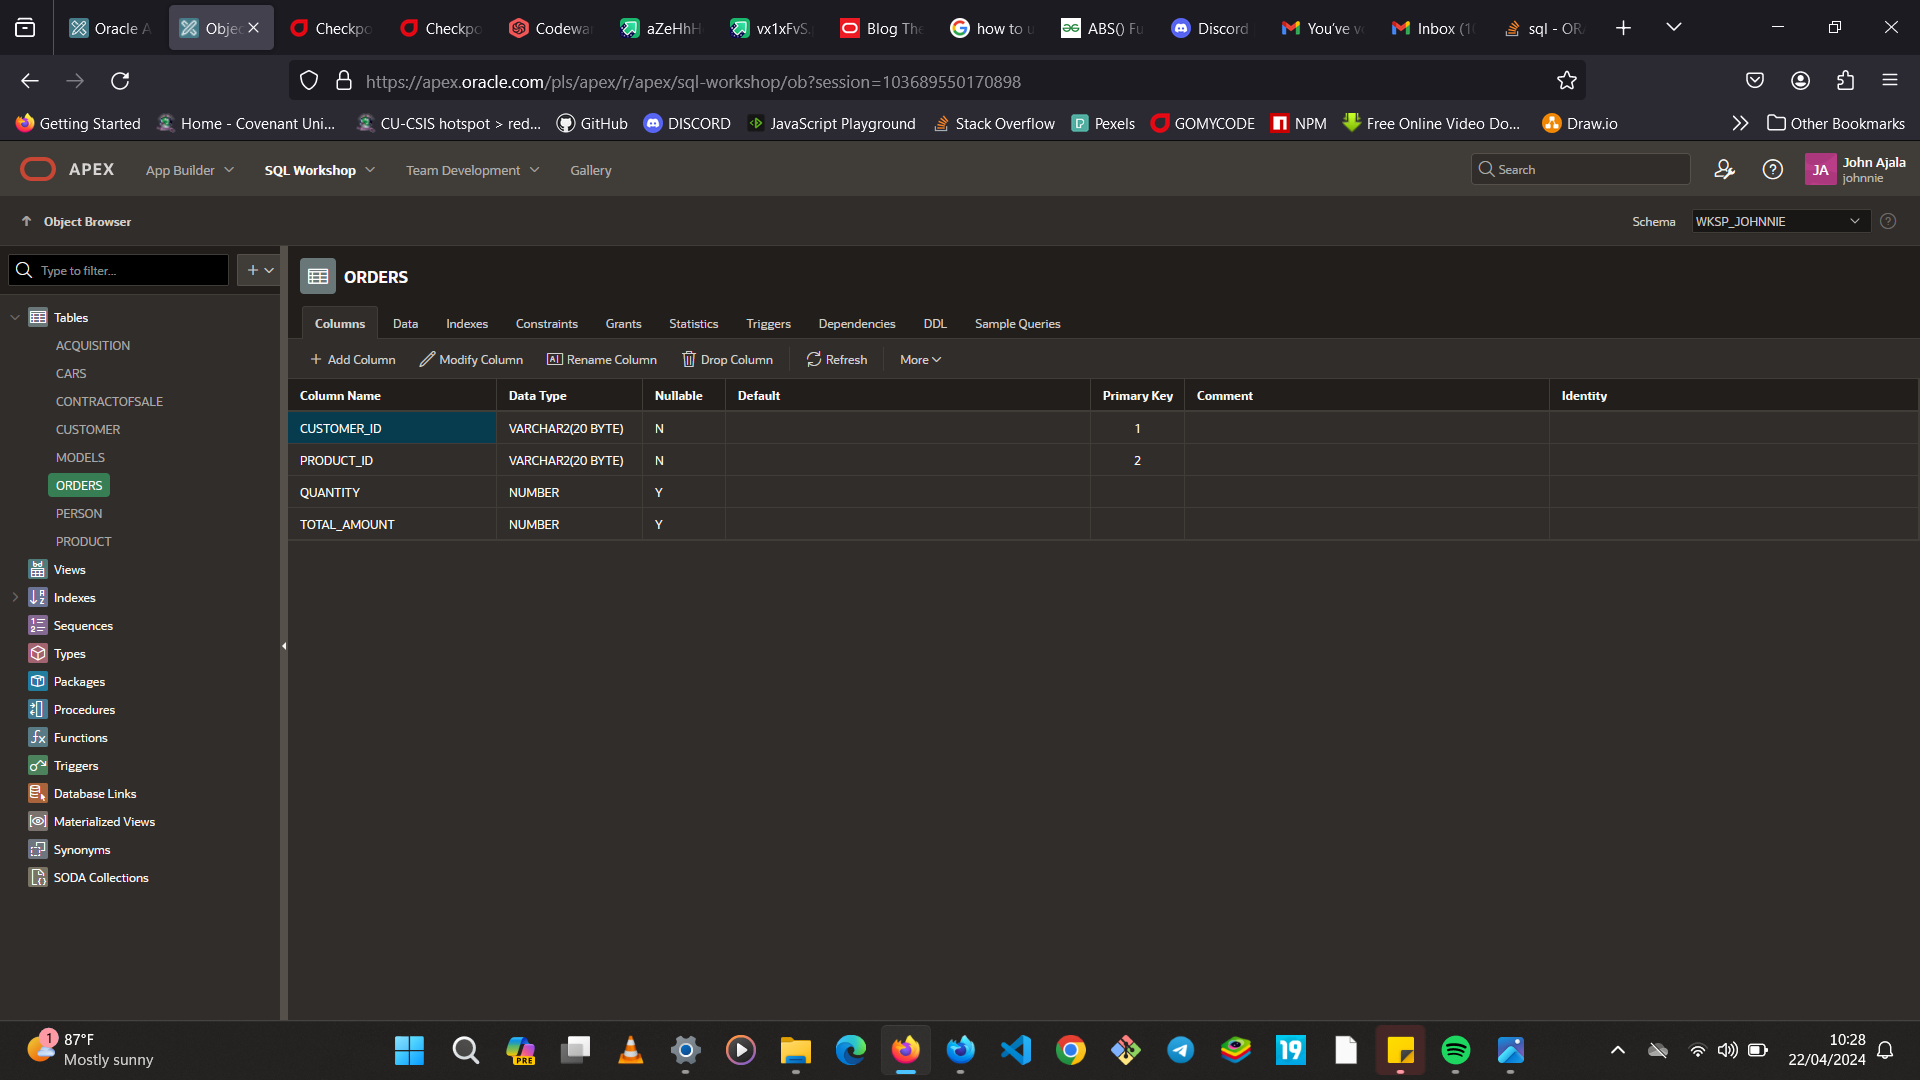 Oracle A
Objec
Checkpo
Checkpo
Codewar
aZeHhH
vx1xFvS.
Blog The
how to u
ABS() Fu
Discord
You've v
Inbox (10
sql - ORA
https://apex.oracle.com/pls/apex/r/apex/sql-workshop/ob?session=103689550170898
Getting Started
Home - Covenant Uni...
CU-CSIS hotspot > red...
GitHub
DISCORD
JavaScript Playground
Stack Overflow
Pexels
GOMYCODE
NPM
Free Online Video Do...
Draw.io
Other Bookmarks
APEX
App Builder
SQL Workshop
Team Development
Gallery
Search
JA
John Ajala
johnnie
Object Browser
Schema
WKSP_JOHNNIE
Type to filter...
ORDERS
Columns
Data
Indexes
Constraints
Grants
Statistics
Triggers
Dependencies
DDL
Sample Queries
Add Column
Modify Column
Rename Column
Drop Column
Refresh
More
Column Name Data Type Nullable Default Primary Key Comment Identity
CUSTOMER_ID VARCHAR2(20 BYTE) N 1
PRODUCT_ID VARCHAR2(20 BYTE) N 2
QUANTITY NUMBER Y
TOTAL_AMOUNT NUMBER Y
Tables
ACQUISITION
CARS
CONTRACTOFSALE
CUSTOMER
MODELS
ORDERS
PERSON
PRODUCT
Views
Indexes
Sequences
Types
Packages
Procedures
Functions
Triggers
Database Links
Materialized Views
Synonyms
SODA Collections
1
87°F
Mostly sunny
PRE
19
10:28
22/04/2024